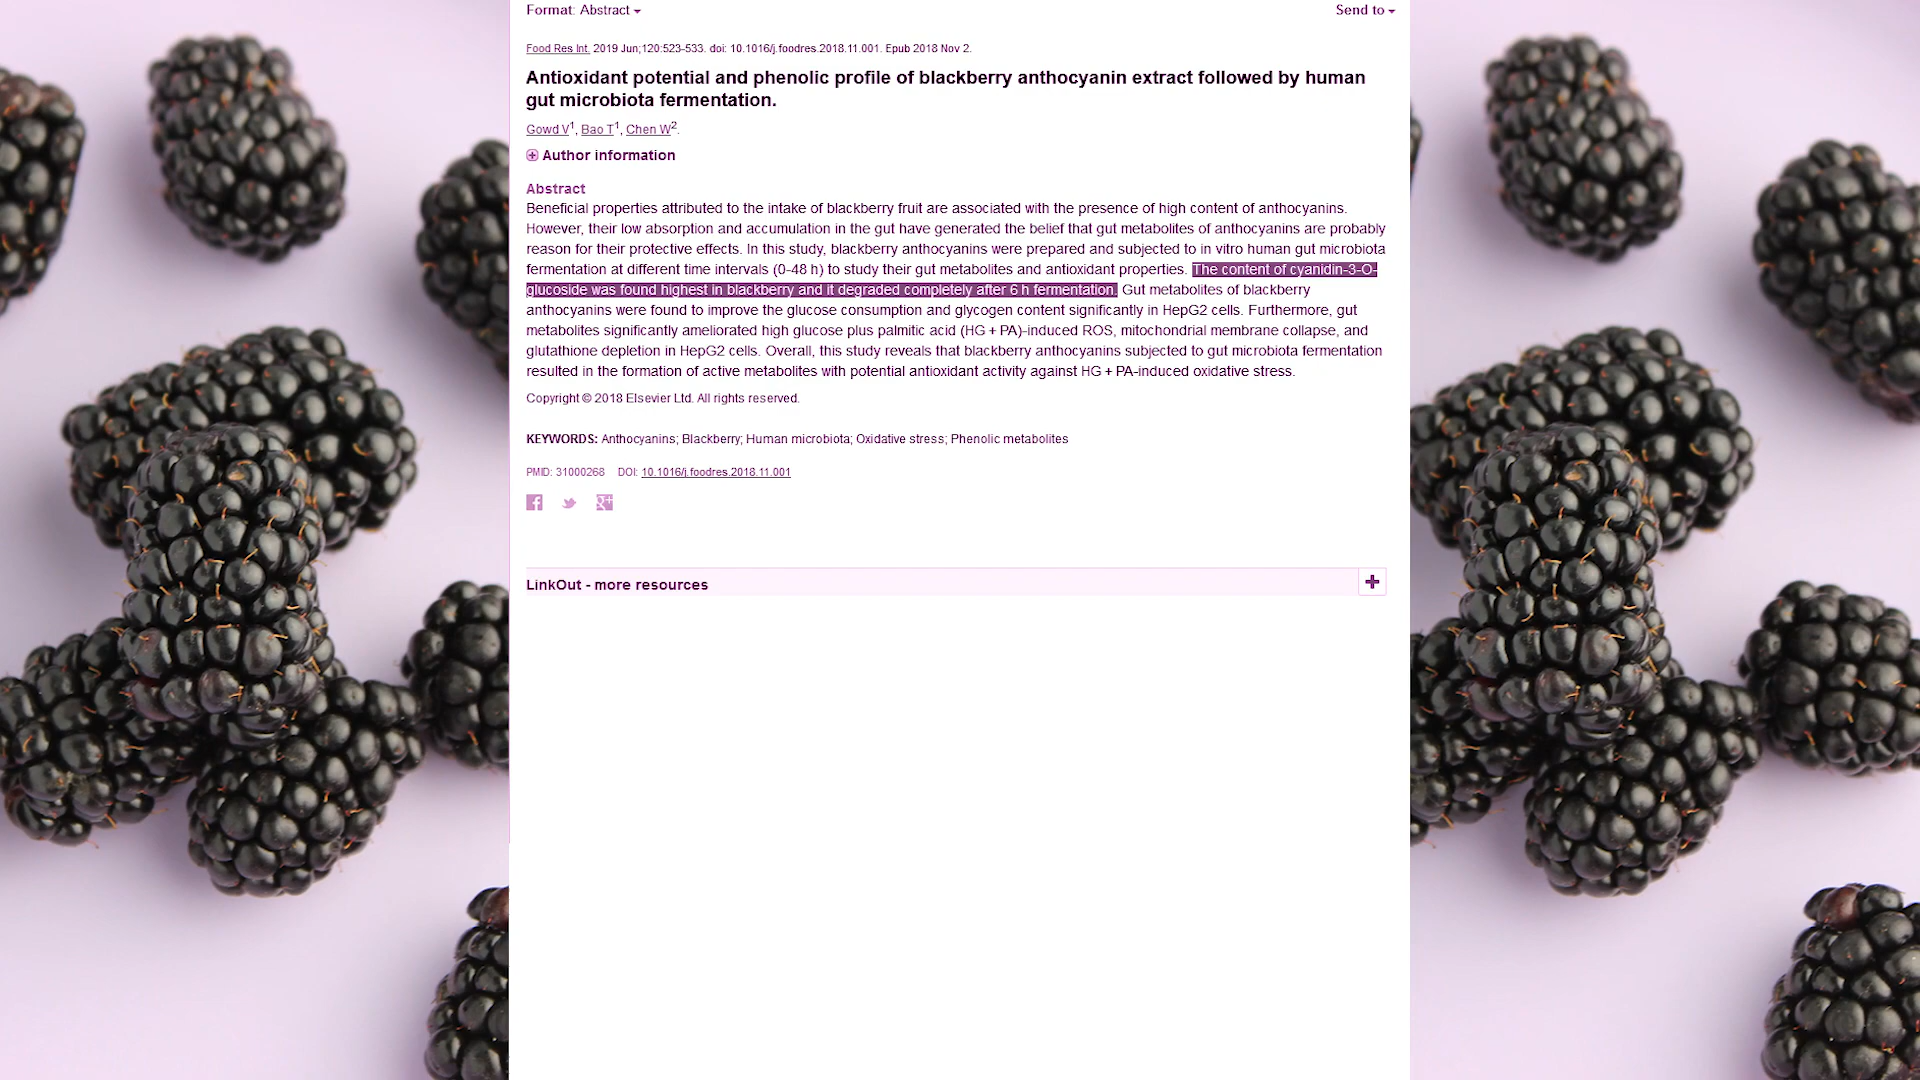 Format: Abstract
Send to
Food Res Int. 2019 Jun;120:523-533. doi: 10.1016/j.foodres.2018.11.001. Epub 2018 Nov 2.
Antioxidant potential and phenolic profile of blackberry anthocyanin extract followed by human
gut microbiota fermentation.
Gowd V1, Bao T1, Chen W2.
Author information
Abstract
Beneficial properties attributed to the intake of blackberry fruit are associated with the presence of high content of anthocyanins.
However, their low absorption and accumulation in the gut have generated the belief that gut metabolites of anthocyanins are probably
reason for their protective effects. In this study, blackberry anthocyanins were prepared and subjected to in vitro human gut microbiota
fermentation at different time intervals (0-48 h) to study their gut metabolites and antioxidant properties. The content of cyanidin-3-O-
glucoside was found highest in blackberry and it degraded completely after 6 h fermentation. Gut metabolites of blackberry
anthocyanins were found to improve the glucose consumption and glycogen content significantly in HepG2 cells. Furthermore, gut
metabolites significantly ameliorated high glucose plus palmitic acid (HG + PA)-induced ROS, mitochondrial membrane collapse, and
glutathione depletion in HepG2 cells. Overall, this study reveals that blackberry anthocyanins subjected to gut microbiota fermentation
resulted in the formation of active metabolites with potential antioxidant activity against HG + PA-induced oxidative stress.
Copyright © 2018 Elsevier Ltd. All rights reserved.
KEYWORDS: Anthocyanins; Blackberry; Human microbiota; Oxidative stress; Phenolic metabolites
PMID: 31000268 DOI: 10.1016/j.foodres.2018.11.001
LinkOut - more resources